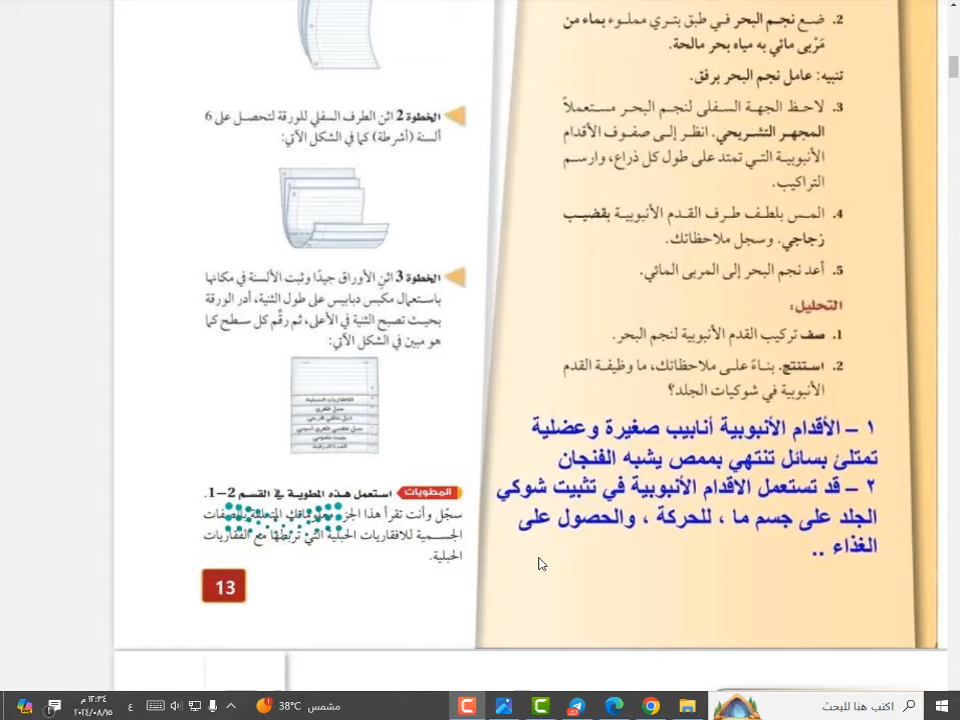 2. ضع نجم البحر في طبق بتري مملوء بماء من
مَرْبى مائي به مياه بحر مالحة.
تنبيه: عامل نجم البحر برفق.
3. لاحظ الجهة السفلى لنجم البحر مستعملاً
المجهر التشريحي. انظر إلى صفوف الأقدام
الأنبوبية التي تمتد على طول كل ذراع، وارسم
التراكيب.
4. المس بلطف طرف القدم الأنبوبية بقضيب
زجاجي. وسجل ملاحظاتك.
5. أعد نجم البحر إلى المربى المائي.
التحليل:
1. صف تركيب القدم الأنبوبية لنجم البحر.
2. استنتج. بناءً على ملاحظاتك، ما وظيفة القدم
الأنبوبية في شوكيات الجلد؟
١ – الأقدام الأنبوبية أنابيب صغيرة وعضلية
تمتلئ بسائل تنتهي بممص يشبه الفنجان
٢ – قد تستعمل الاقدام الأنبوبية في تثبيت شوكي
الجلد على جسم ما ، للحركة ، والحصول على
الغذاء ..
الخطوة 2 اثن الطرف السفلي للورقة لتحصل على 6
ألسنة (أشرطة) كما في الشكل الآتي:
الخطوة 3 اثنِ الأوراق جيدًا وثبت الألسنة في مكانها
باستعمال مكبس دبابيس على طول الثنية، أدر الورقة
بحيث تصبح الثنية في الأعلى، ثم رقّم كل سطح كما
هو مبين في الشكل الآتي:
المطويات استعمل هذه المطوية في القسم 2–1.
سجّل وأنت تقرأ هذا الجزء معلوماتك المتعلقة بالصفات
الجسمية للافقاريات الحبلية التي تربطها مع الفقاريات
الحبلية.
13
اكتب هنا للبحث
مشمس 38°C
ع
١٢:٣٤ م
٢٠٢٤/٠٨/١٥